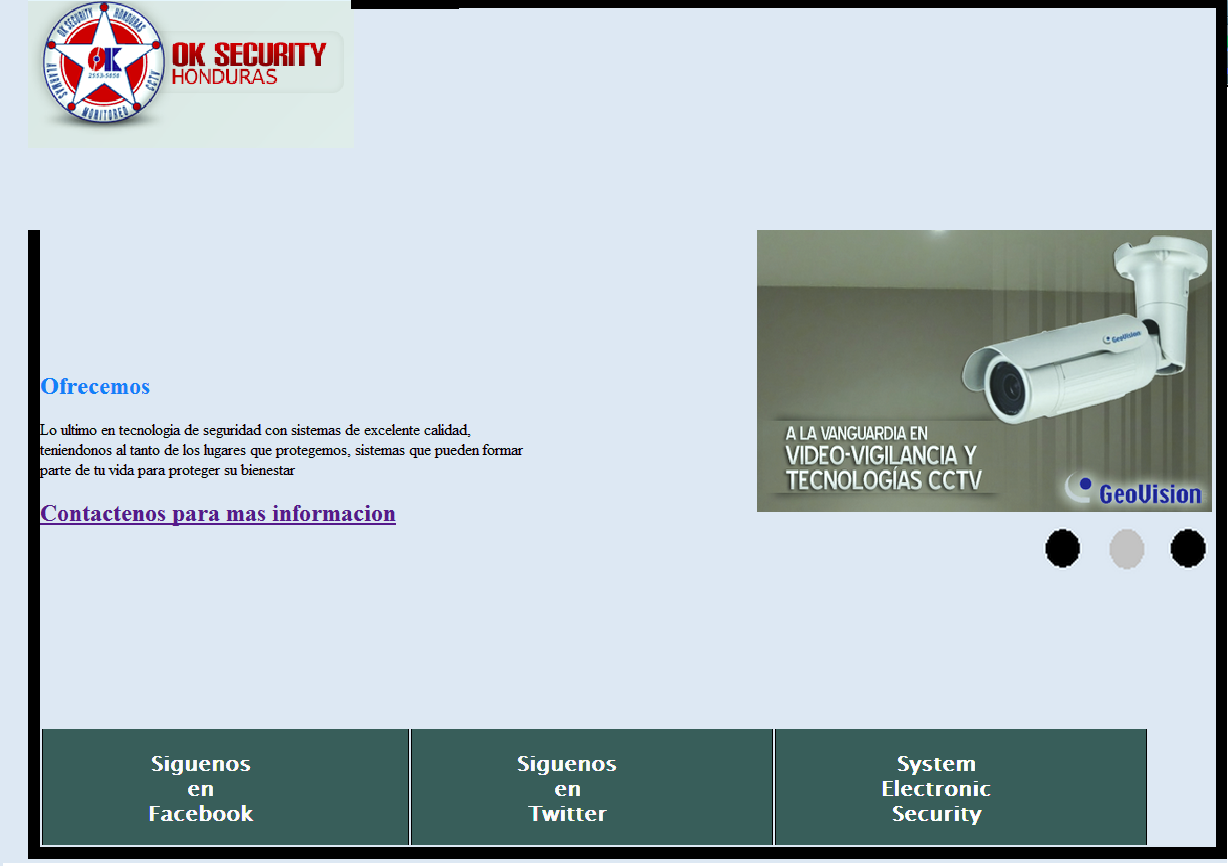 OK SECURITY
HONDURAS
OK SECURITY HONDURAS
OK
ALARMAS MONITOREO CCTV
Ofrecemos
Lo ultimo en tecnologia de seguridad con sistemas de excelente calidad,
teniendonos al tanto de los lugares que protegemos, sistemas que pueden formar
parte de tu vida para proteger su bienestar
Contactenos para mas informacion
GeoVision
A LA VANGUARDIA EN
VIDEO-VIGILANCIA Y
TECNOLOGÍAS CCTV
GeoVision
Siguenos
en
Facebook
Siguenos
en
Twitter
System
Electronic
Security